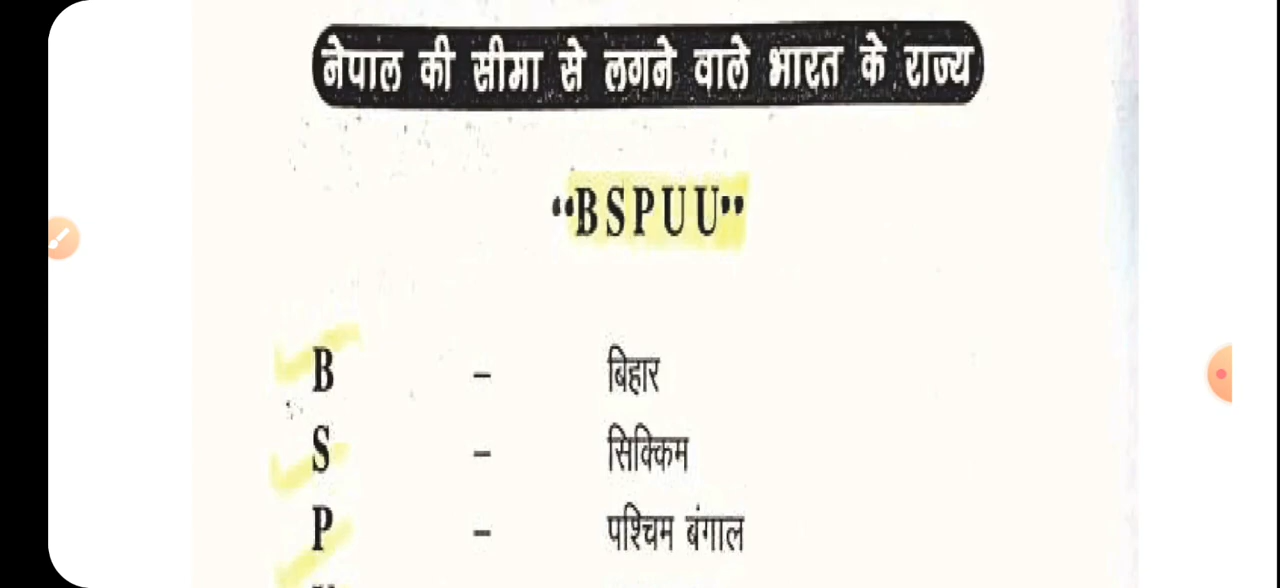 नेपाल की सीमा से लगने वाले भारत के राज्य
“BSPUU”
B – बिहार
S – सिक्किम
P – पश्चिम बंगाल